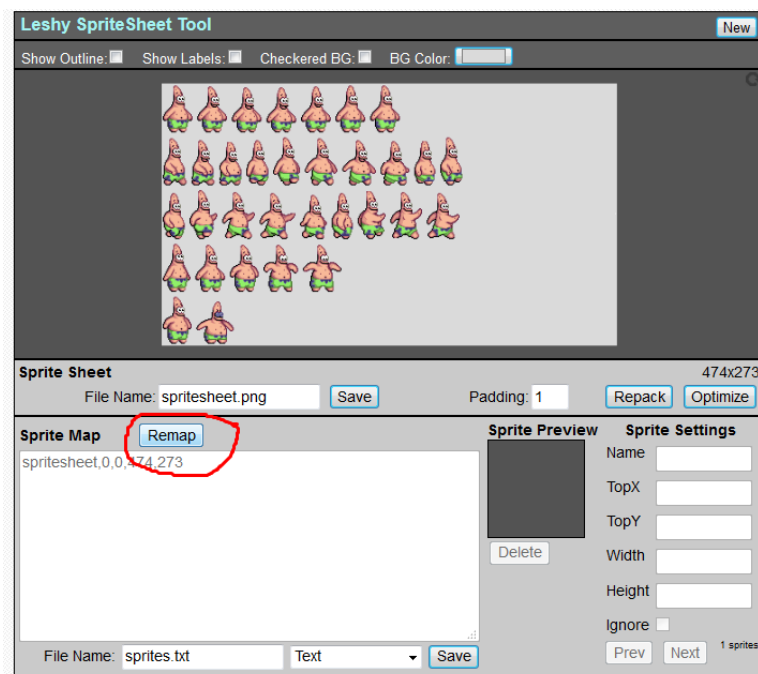 Leshy SpriteSheet Tool
New
Show Outline: Show Labels: Checkered BG: BG Color:
Sprite Sheet 474x273
File Name: spritesheet.png Save Padding: 1 Repack Optimize
Sprite Map Remap Sprite Preview Sprite Settings
spritesheet,0,0,474,273
Name
TopX
TopY
Delete Width
Height
Ignore
File Name: sprites.txt Text Save Prev Next 1 sprites